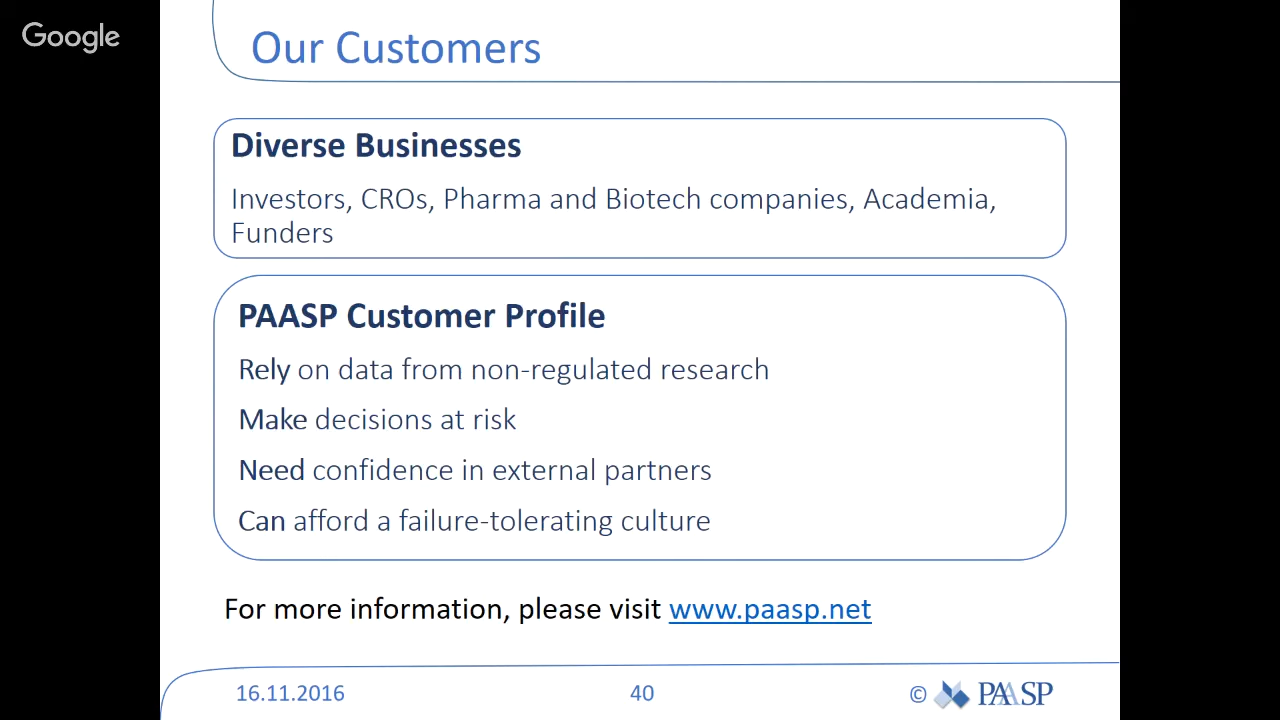 Google
Our Customers
Diverse Businesses
Investors, CROs, Pharma and Biotech companies, Academia,
Funders
PAASP Customer Profile
Rely on data from non-regulated research
Make decisions at risk
Need confidence in external partners
Can afford a failure-tolerating culture
For more information, please visit www.paasp.net
16.11.2016 40 © PAASP